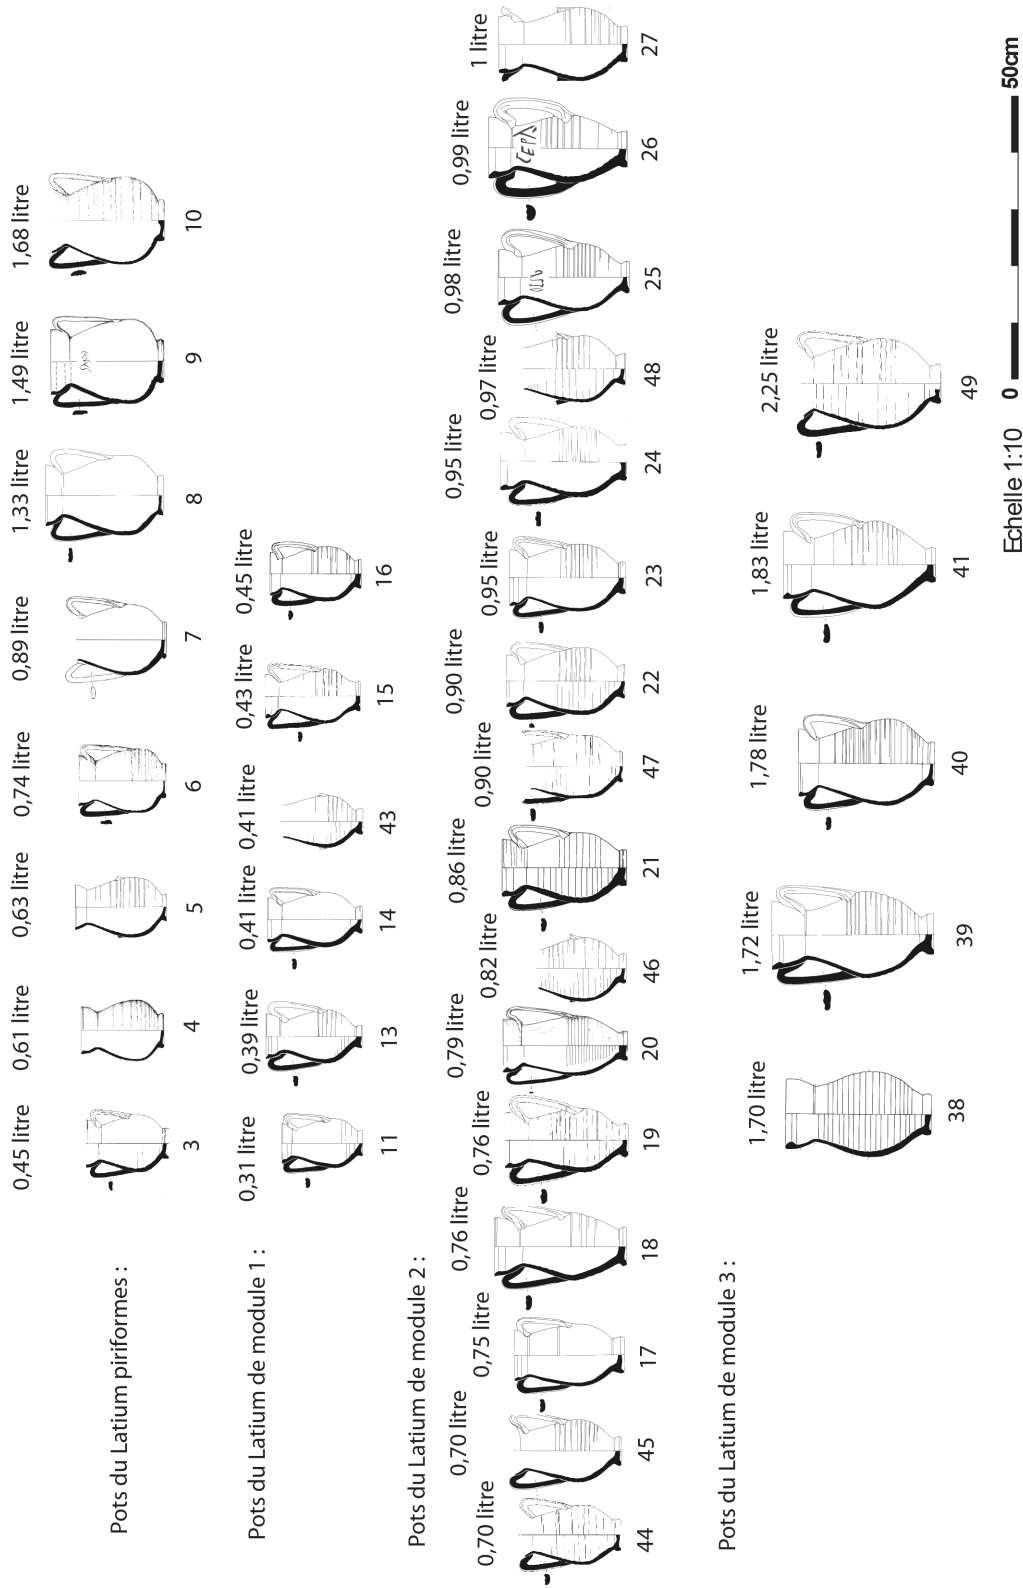 Pots du Latium piriformes :
0,45 litre 0,61 litre 0,63 litre 0,74 litre 0,89 litre 1,33 litre 1,49 litre 1,68 litre
3 4 5 6 7 8 9 10
Pots du Latium de module 1 :
0,31 litre 0,39 litre 0,41 litre 0,41 litre 0,43 litre 0,45 litre
11 13 14 43 15 16
Pots du Latium de module 2 :
0,70 litre 0,70 litre 0,75 litre 0,76 litre 0,76 litre 0,79 litre 0,82 litre 0,86 litre 0,90 litre 0,90 litre 0,95 litre 0,95 litre 0,97 litre 0,98 litre 0,99 litre 1 litre
CEPA
44 45 17 18 19 20 46 21 47 22 23 24 48 25 26 27
Pots du Latium de module 3 :
1,70 litre 1,72 litre 1,78 litre 1,83 litre 2,25 litre
38 39 40 41 49
0 50cm
Echelle 1:10